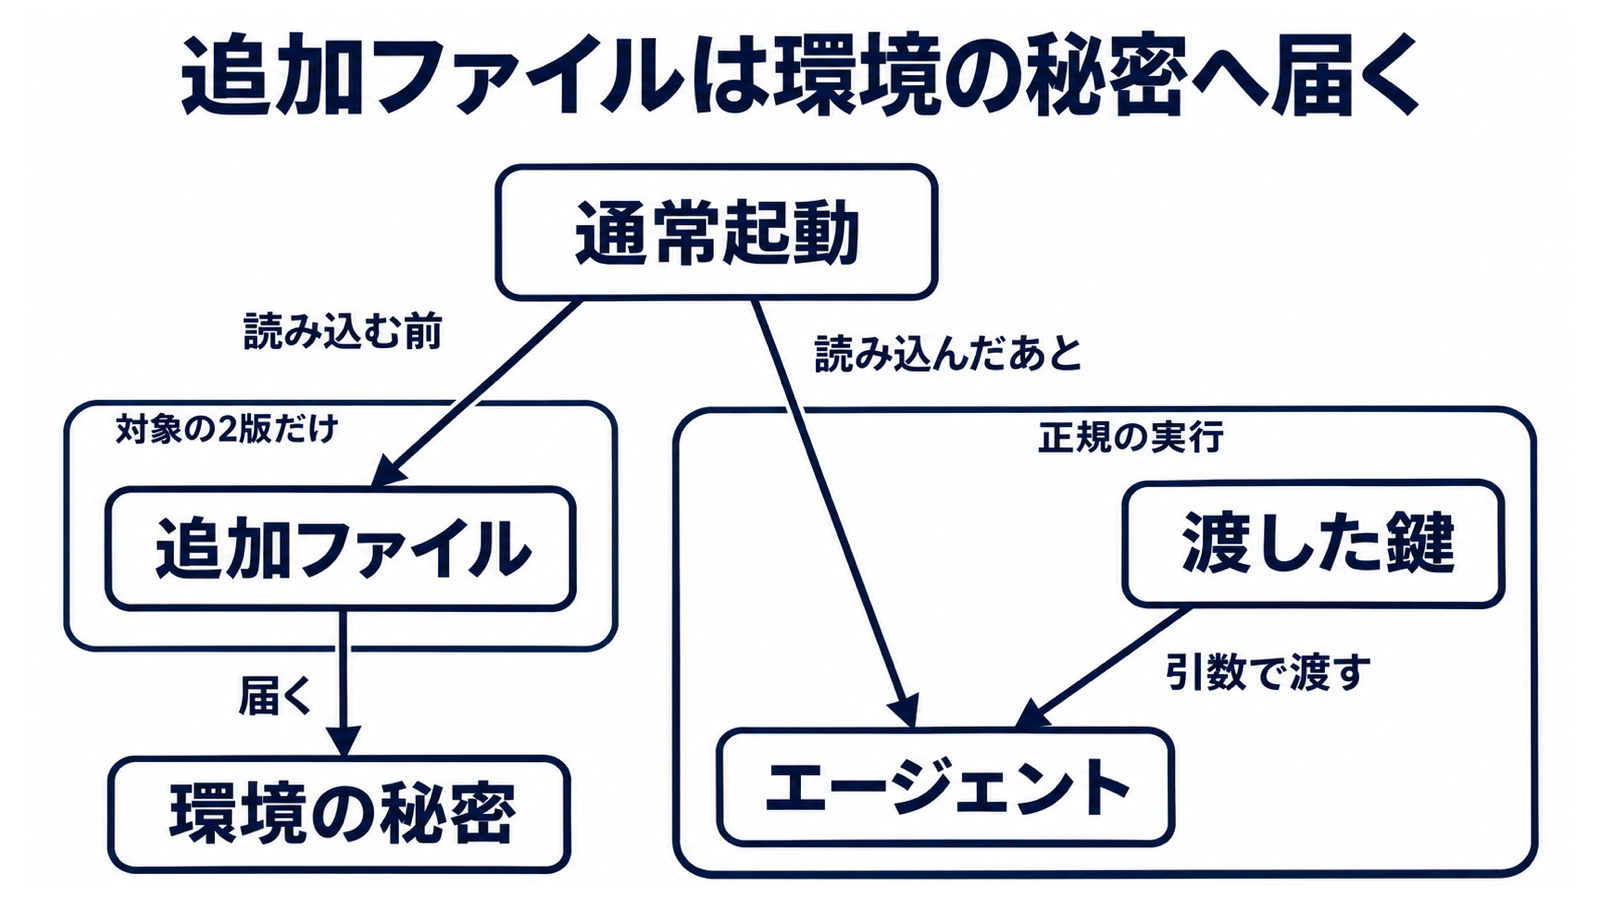 追加ファイルは環境の秘密へ届く
通常起動
読み込む前
読み込んだあと
対象の2版だけ
正規の実行
追加ファイル
渡した鍵
届く
引数で渡す
環境の秘密
エージェント